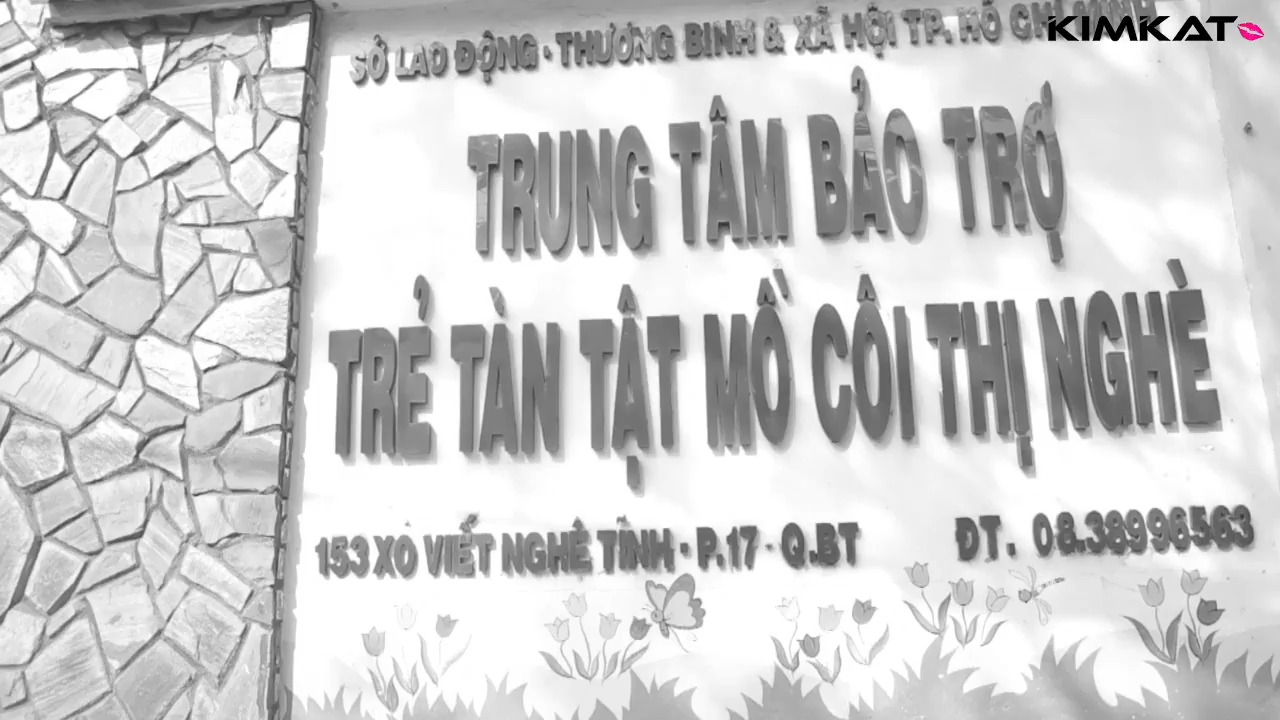 KIMKAT
SỞ LAO ĐỘNG · THƯƠNG BINH & XÃ HỘI TP. HỒ CHÍ MINH
TRUNG TÂM BẢO TRỢ
TRẺ TÀN TẬT MỒ CÔI THỊ NGHÈ
153 XÔ VIẾT NGHỆ TĨNH · P.17 · Q.BT ĐT. 08.38996563